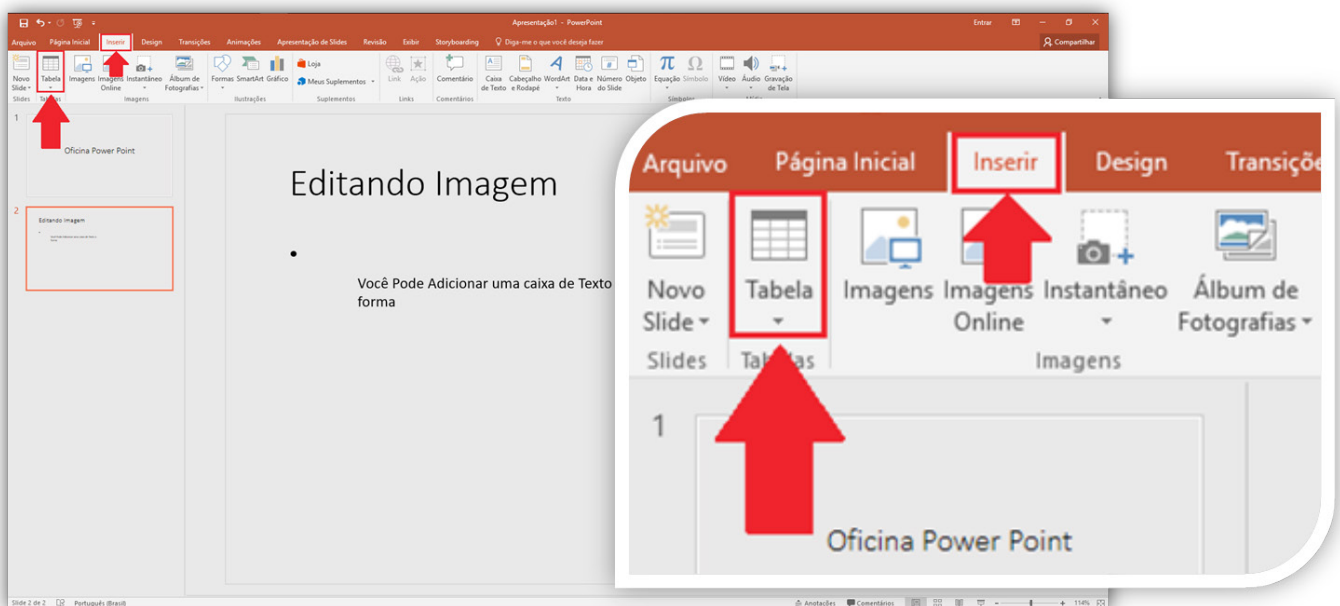 Apresentação1 - PowerPoint
Entrar
Arquivo Página Inicial Inserir Design Transições Animações Apresentação de Slides Revisão Exibir Storyboarding Diga-me o que você deseja fazer
Compartilhar
Novo Slide
Tabela
Imagens
Imagens Online
Instantâneo
Álbum de Fotografias
Formas SmartArt Gráfico
Loja
Meus Suplementos
Link Ação
Comentário
Caixa de Texto
Cabeçalho e Rodapé
WordArt
Data e Hora
Número do Slide
Objeto
Equação Símbolo
Vídeo Áudio
Gravação de Tela
Slides Tabelas Imagens Ilustrações Suplementos Links Comentários Texto Símbolos
1
Oficina Power Point
2
Editando Imagem
Editando Imagem
Você Pode Adicionar uma caixa de Texto
forma
Arquivo Página Inicial Inserir Design Transiçõe
Novo
Slide
Tabela
Imagens
Imagens
Online
Instantâneo
Álbum de
Fotografias
Slides Tabelas Imagens
1
Oficina Power Point
Slide 2 de 2 Português (Brasil)
Anotações Comentários 114%